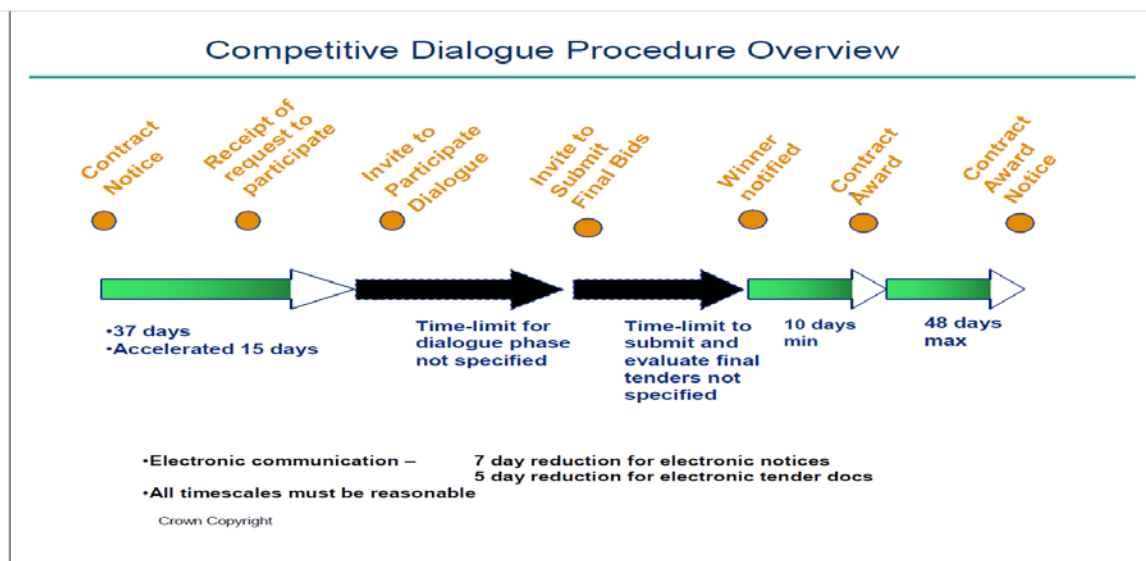 Competitive Dialogue Procedure Overview
Contract
Notice
Receipt of
request to
participate
Invite to
Participate
Dialogue
Invite to
Submit
Final Bids
Winner
notified
Contract
Award
Contract
Award
Notice
•37 days
•Accelerated 15 days
Time-limit for
dialogue phase
not specified
Time-limit to
submit and
evaluate final
tenders not
specified
10 days
min
48 days
max
•Electronic communication – 7 day reduction for electronic notices
5 day reduction for electronic tender docs
•All timescales must be reasonable
Crown Copyright